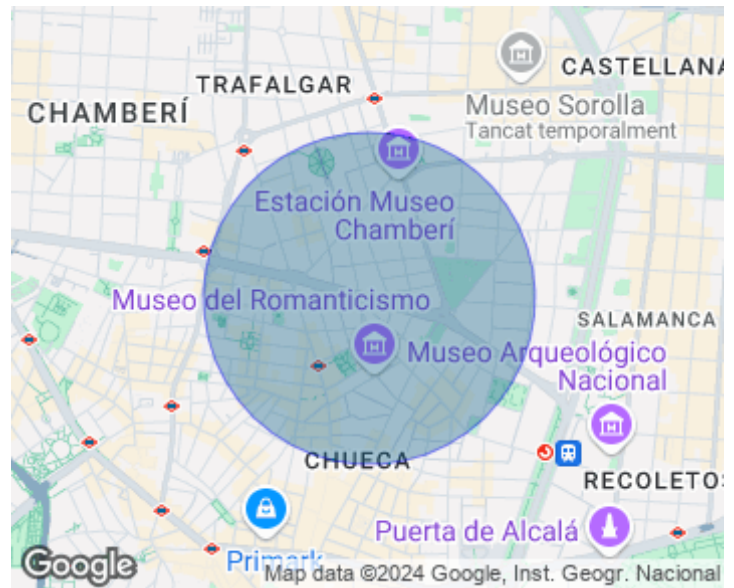 CASTELLANA
TRAFALGAR
Museo Sorolla
CHAMBERÍ
Tancat temporalment
Estación Museo
Chamberí
Museo del Romanticismo
SALAMANCA
Museo Arqueológico
Nacional
CHUECA
RECOLETOS
Puerta de Alcalá
Primark
Google
Map data ©2024 Google, Inst. Geogr. Nacional